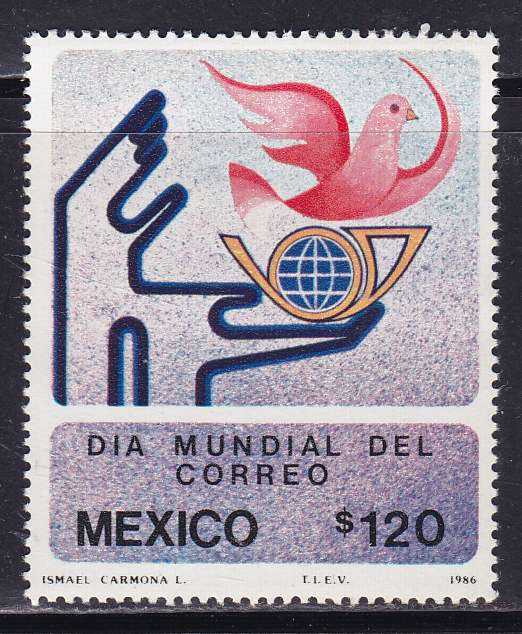 DIA MUNDIAL DEL
CORREO
MEXICO $120
ISMAEL CARMONA L. T.I.E.V. 1986